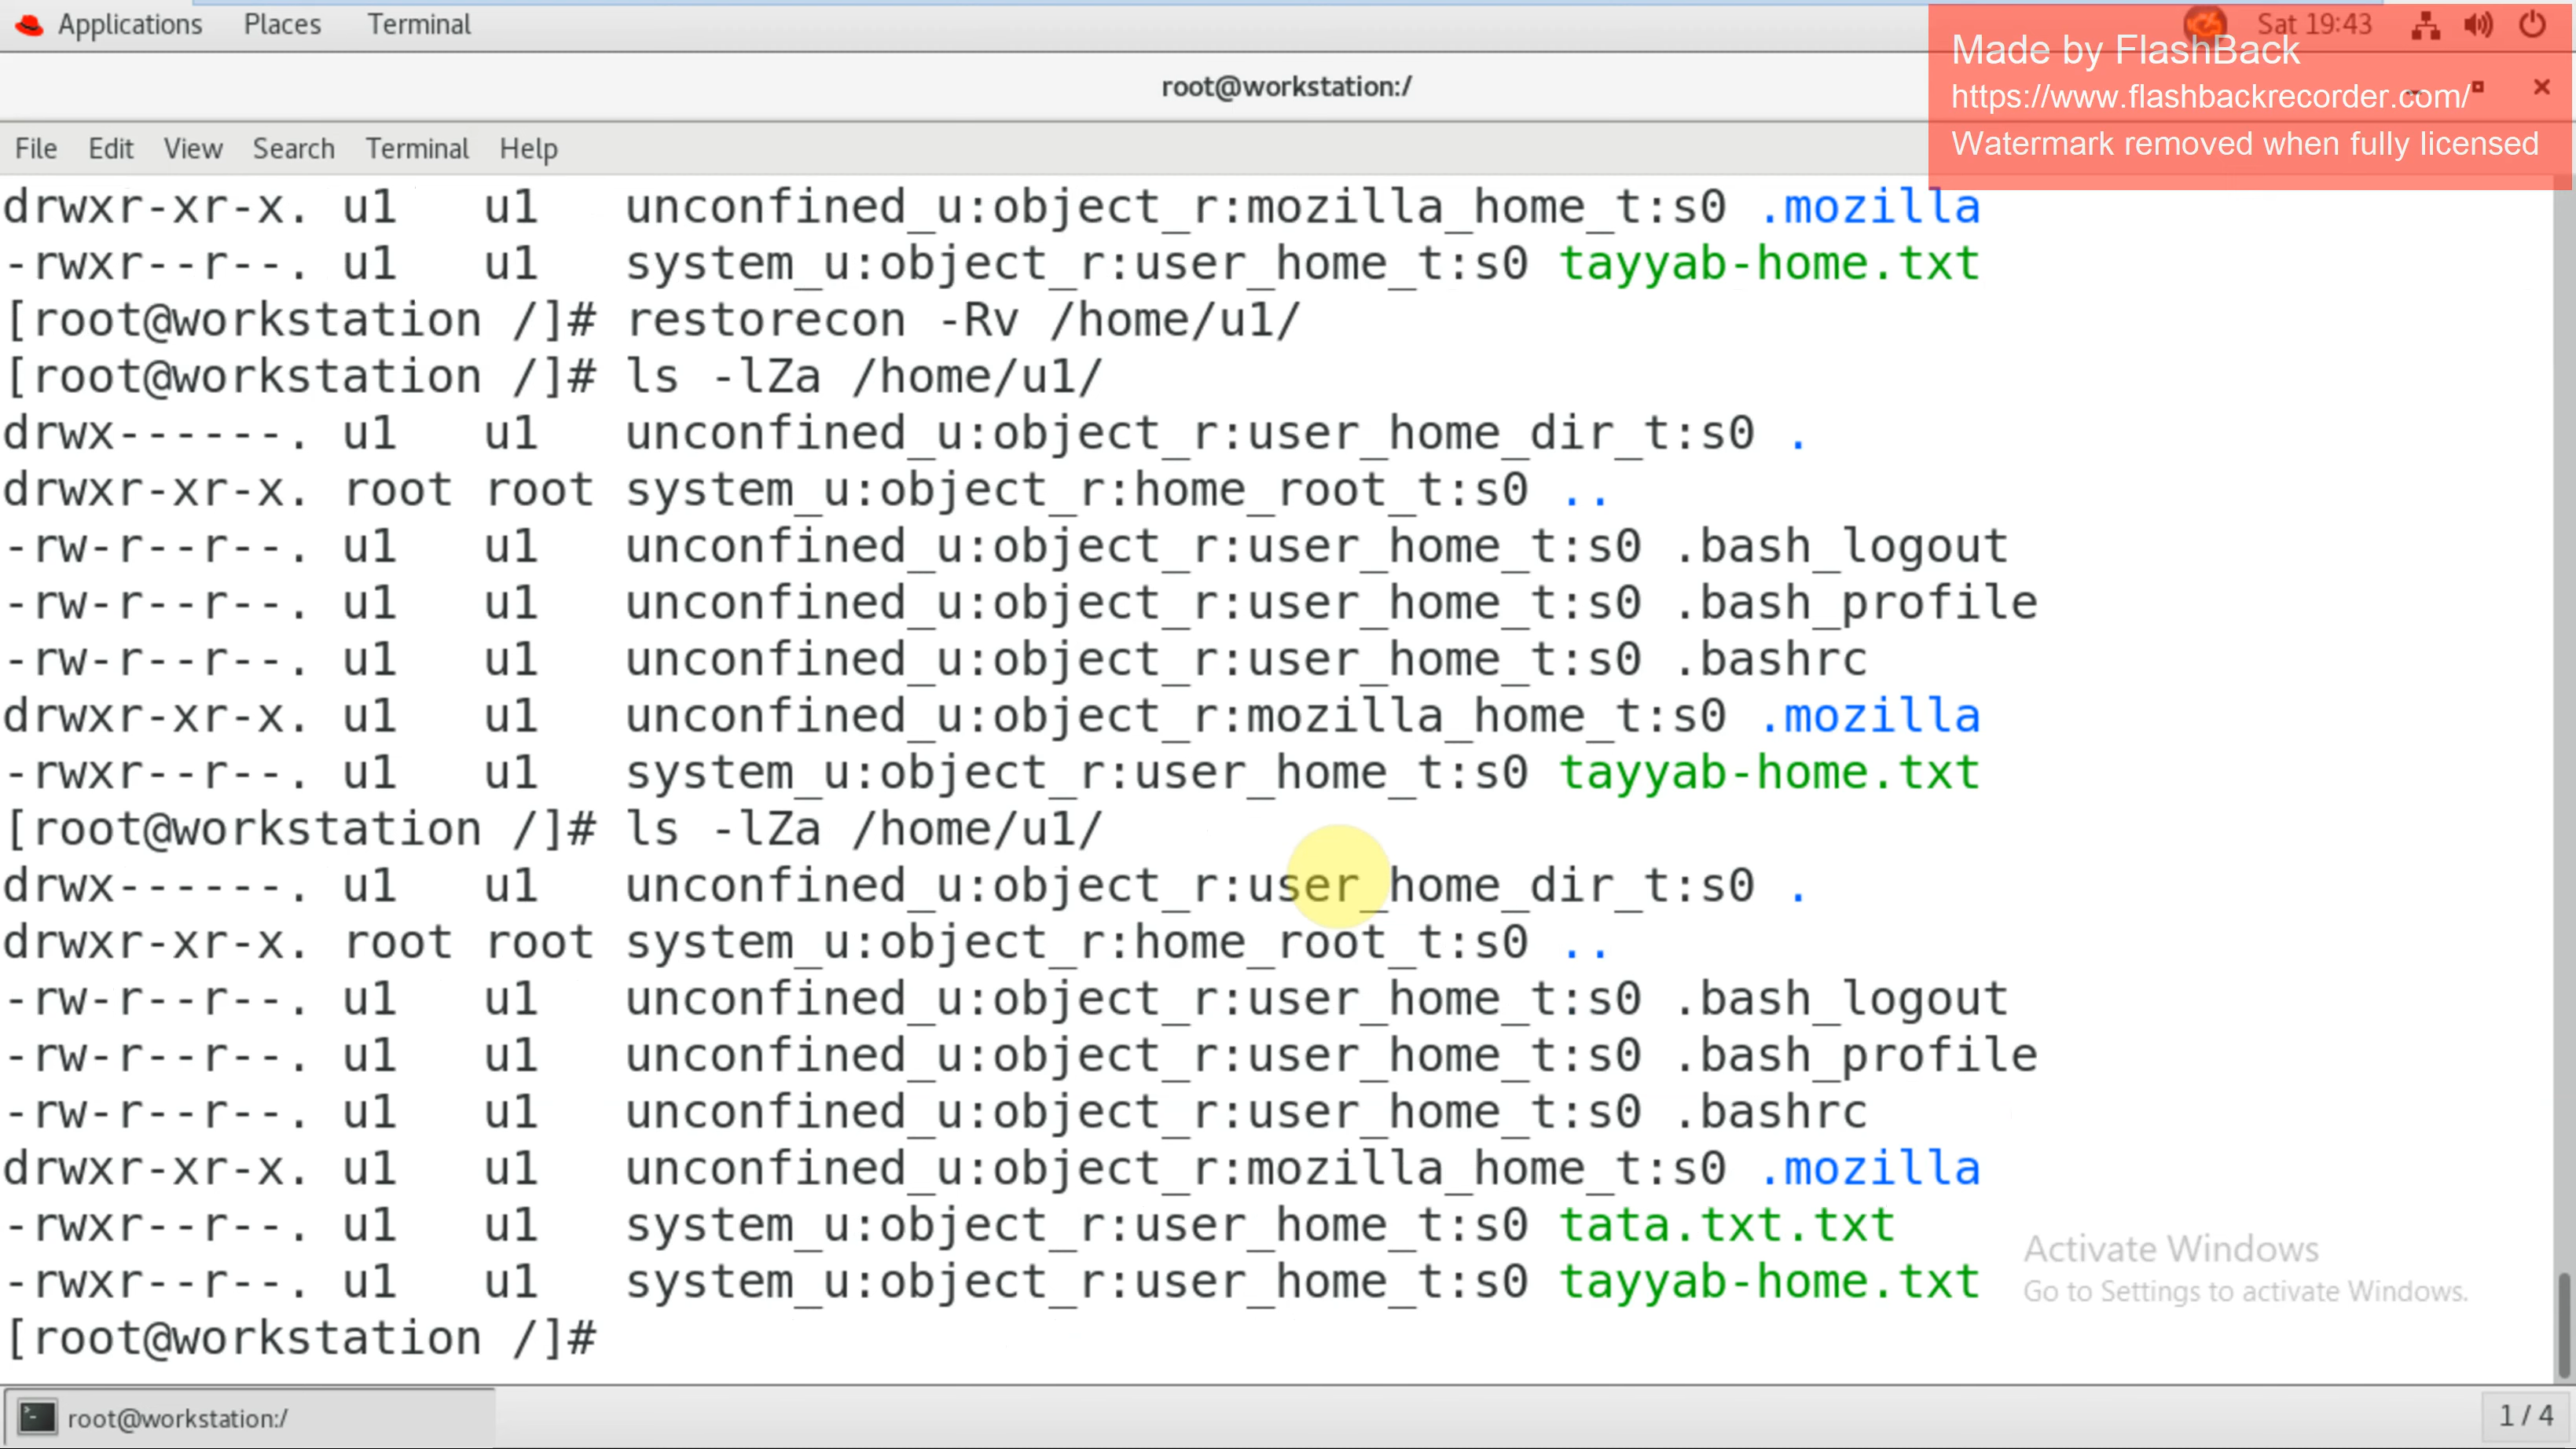 Applications Places Terminal Sat 19:43
Made by FlashBack
root@workstation:/
https://www.flashbackrecorder.com/
File Edit View Search Terminal Help
Watermark removed when fully licensed
drwxr-xr-x. u1 u1 unconfined_u:object_r:mozilla_home_t:s0 .mozilla
-rwxr--r--. u1 u1 system_u:object_r:user_home_t:s0 tayyab-home.txt
[root@workstation /]# restorecon -Rv /home/u1/
[root@workstation /]# ls -lZa /home/u1/
drwx------. u1 u1 unconfined_u:object_r:user_home_dir_t:s0 .
drwxr-xr-x. root root system_u:object_r:home_root_t:s0 ..
-rw-r--r--. u1 u1 unconfined_u:object_r:user_home_t:s0 .bash_logout
-rw-r--r--. u1 u1 unconfined_u:object_r:user_home_t:s0 .bash_profile
-rw-r--r--. u1 u1 unconfined_u:object_r:user_home_t:s0 .bashrc
drwxr-xr-x. u1 u1 unconfined_u:object_r:mozilla_home_t:s0 .mozilla
-rwxr--r--. u1 u1 system_u:object_r:user_home_t:s0 tayyab-home.txt
[root@workstation /]# ls -lZa /home/u1/
drwx------. u1 u1 unconfined_u:object_r:user_home_dir_t:s0 .
drwxr-xr-x. root root system_u:object_r:home_root_t:s0 ..
-rw-r--r--. u1 u1 unconfined_u:object_r:user_home_t:s0 .bash_logout
-rw-r--r--. u1 u1 unconfined_u:object_r:user_home_t:s0 .bash_profile
-rw-r--r--. u1 u1 unconfined_u:object_r:user_home_t:s0 .bashrc
drwxr-xr-x. u1 u1 unconfined_u:object_r:mozilla_home_t:s0 .mozilla
-rwxr--r--. u1 u1 system_u:object_r:user_home_t:s0 tata.txt.txt
-rwxr--r--. u1 u1 system_u:object_r:user_home_t:s0 tayyab-home.txt
Activate Windows
Go to Settings to activate Windows.
[root@workstation /]#
root@workstation:/ 1 / 4